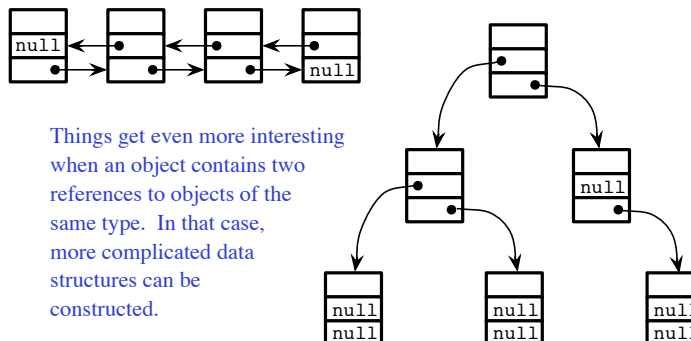 null
null
Things get even more interesting
when an object contains two
references to objects of the
same type. In that case,
more complicated data
structures can be
constructed.
null
null
null
null
null
null
null